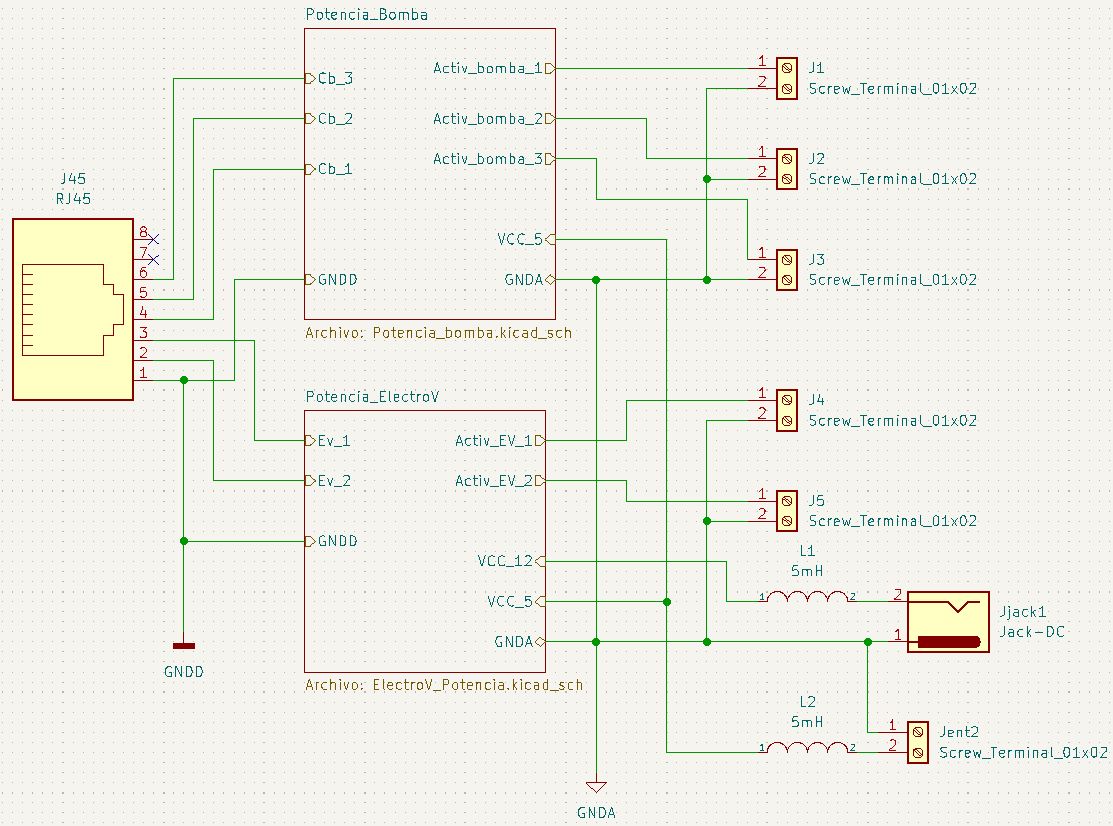 Potencia_Bomba
Cb_3
Cb_2
Cb_1
GNDD
Activ_bomba_1
Activ_bomba_2
Activ_bomba_3
VCC_5
GNDA
Archivo: Potencia_bomba.kicad_sch
1 J1
2 Screw_Terminal_01x02
1 J2
2 Screw_Terminal_01x02
1 J3
2 Screw_Terminal_01x02
J45
RJ45
8
7
6
5
4
3
2
1
Potencia_ElectroV
Ev_1
Ev_2
GNDD
Activ_EV_1
Activ_EV_2
VCC_12
VCC_5
GNDA
Archivo: ElectroV_Potencia.kicad_sch
1 J4
2 Screw_Terminal_01x02
1 J5
2 Screw_Terminal_01x02
L1
5mH
1 2
2 Jjack1
1 Jack-DC
L2
5mH
1 2
1 Jent2
2 Screw_Terminal_01x02
GNDD
GNDA